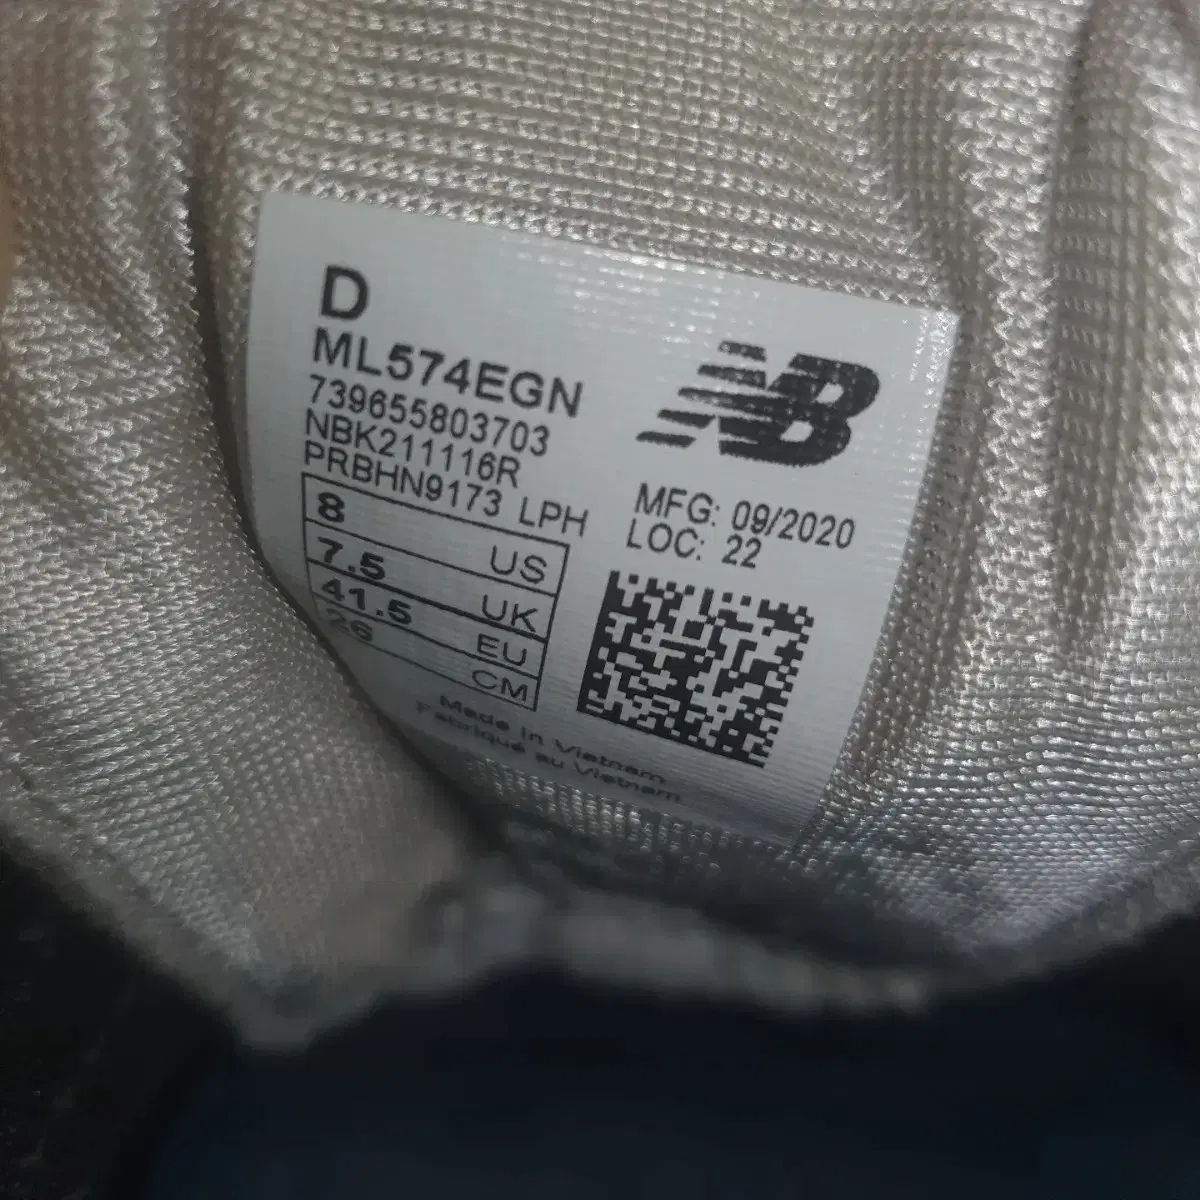 D
ML574EGN
739655803703
NBK211116R
PRBHN9173 LPH
8 US
7.5 UK
41.5 EU
26 CM
NB
MFG: 09/2020
LOC: 22
Made in Vietnam
Fabriqué au Vietnam